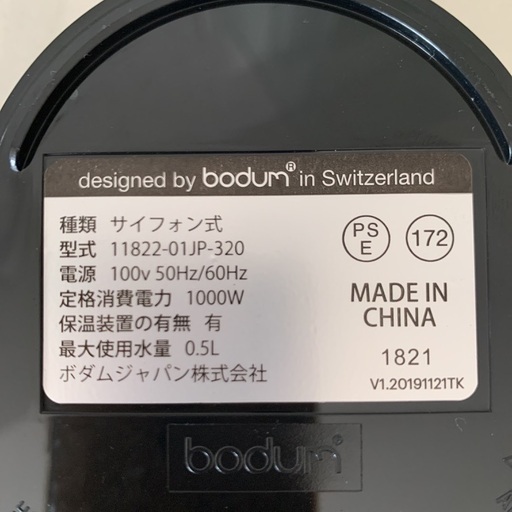 designed by bodum® in Switzerland
種類 サイフォン式
型式 11822-01JP-320
電源 100v 50Hz/60Hz
定格消費電力 1000W
保温装置の有無 有
最大使用水量 0.5L
ボダムジャパン株式会社
PS
E
172
MADE IN
CHINA
1821
V1.20191121TK
bodum®